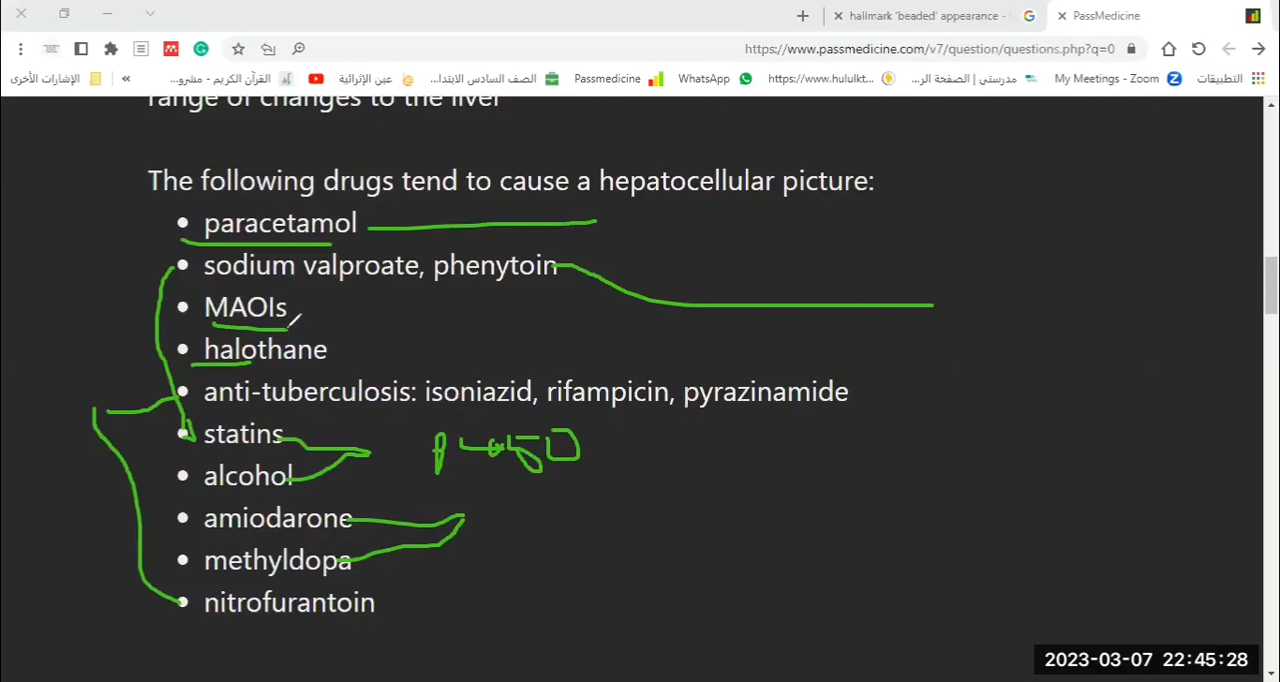 hallmark 'beaded' appearance -
PassMedicine
https://www.passmedicine.com/v7/question/questions.php?q=0
الإشارات الأخرى
القرآن الكريم - مشرو...
عين الإثرائية
الصف السادس الابتدا...
Passmedicine
WhatsApp
https://www.hululkt...
مدرستي | الصفحة الر...
My Meetings - Zoom
التطبيقات
range of changes to the liver
The following drugs tend to cause a hepatocellular picture:
• paracetamol
• sodium valproate, phenytoin
• MAOIs
• halothane
• anti-tuberculosis: isoniazid, rifampicin, pyrazinamide
• statins
• alcohol
• amiodarone
• methyldopa
• nitrofurantoin
2023-03-07 22:45:28